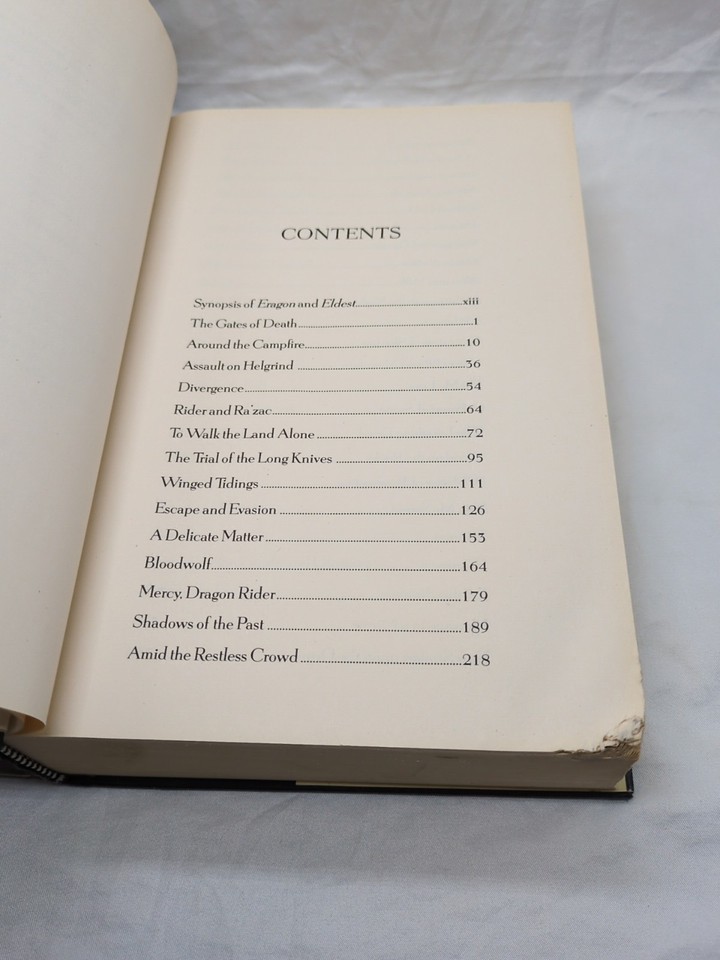 CONTENTS
Synopsis of Eragon and Eldest..........xiii
The Gates of Death..........1
Around the Campfire..........10
Assault on Helgrind ..........36
Divergence..........54
Rider and Ra'zac..........64
To Walk the Land Alone..........72
The Trial of the Long Knives ..........95
Winged Tidings..........111
Escape and Evasion ..........126
A Delicate Matter..........153
Bloodwolf..........164
Mercy, Dragon Rider..........179
Shadows of the Past ..........189
Amid the Restless Crowd..........218